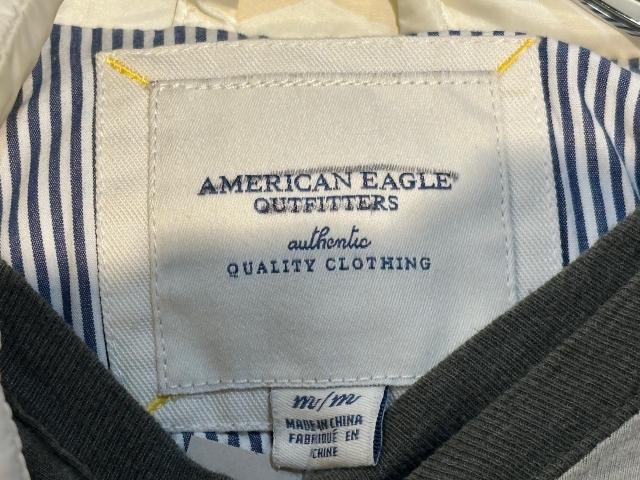 AMERICAN EAGLE
OUTFITTERS
authentic
QUALITY CLOTHING
m/m
MADE IN CHINA
FABRIQUÉ EN
CHINE